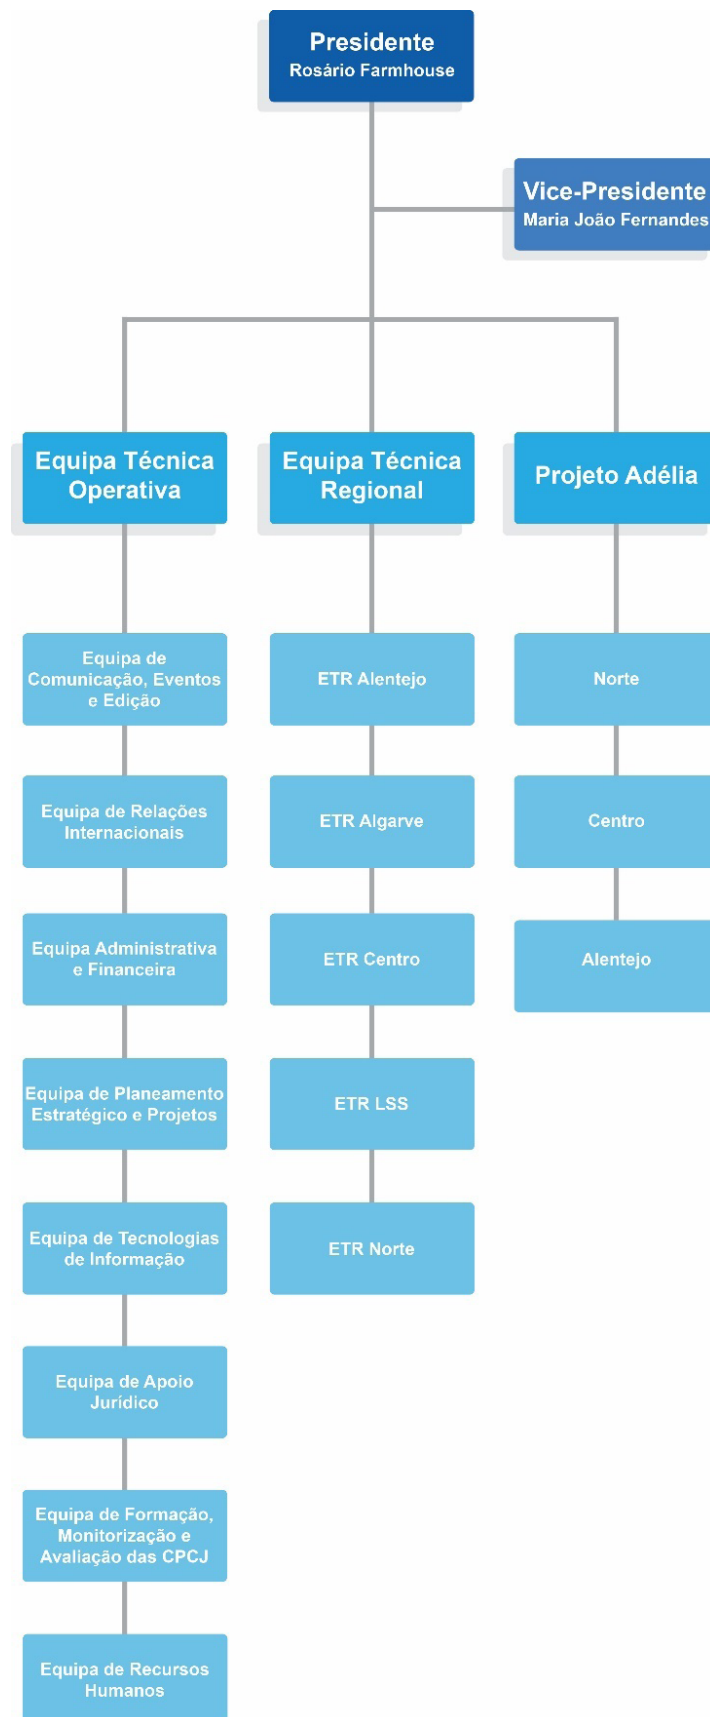 Presidente
Rosário Farmhouse
Vice-Presidente
Maria João Fernandes
Equipa Técnica
Operativa
Equipa Técnica
Regional
Projeto Adélia
Equipa de
Comunicação, Eventos
e Edição
Equipa de Relações
Internacionais
Equipa Administrativa
e Financeira
Equipa de Planeamento
Estratégico e Projetos
Equipa de Tecnologias
de Informação
Equipa de Apoio
Jurídico
Equipa de Formação,
Monitorização e
Avaliação das CPCJ
Equipa de Recursos
Humanos
ETR Alentejo
ETR Algarve
ETR Centro
ETR LSS
ETR Norte
Norte
Centro
Alentejo